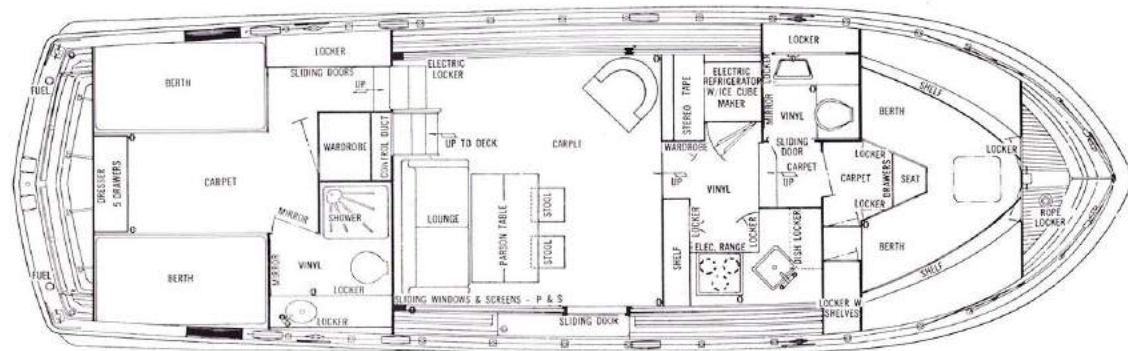 FUEL
BERTH
DRESSER
5 DRAWERS
CARPET
BERTH
FUEL
LOCKER
SLIDING DOORS
UP
WARDROBE
CONTROL DUCT
MIRROR
SHOWER
MIRROR
VINYL
LOCKER
LOCKER
ELECTRIC
LOCKER
UP TO DECK
CARPET
LOUNGE
PARSON TABLE
STOOL
STOOL
SLIDING WINDOWS & SCREENS - P & S
SLIDING DOOR
STEREO TAPE
ELECTRIC
REFRIGERATOR
W/ICE CUBE
MAKER
WARDROBE
UP
VINYL
SHELF
LOCKER
LOCKER
ELEC. RANGE
DISH LOCKER
LOCKER
LOCKER
MIRROR
VINYL
SLIDING
DOOR
CARPET
UP
LOCKER W
SHELVES
BERTH
SHELF
LOCKER
CARPET
DRAWERS
SEAT
LOCKER
BERTH
SHELF
LOCKER
ROPE
LOCKER